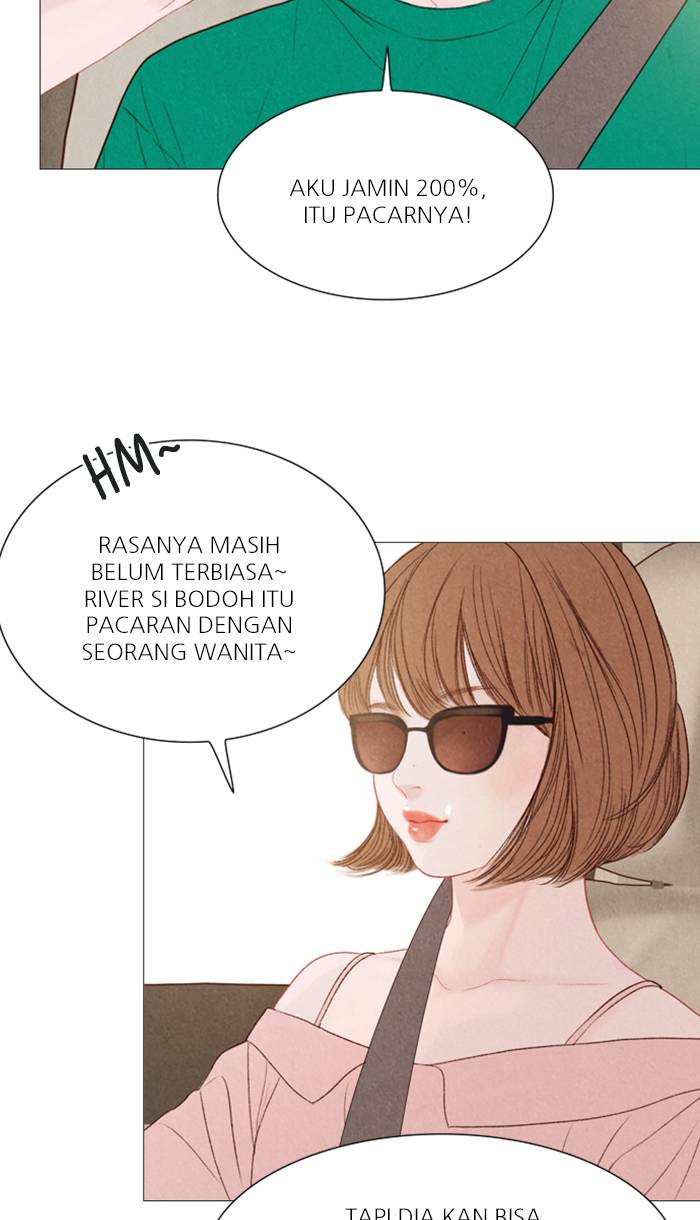 AKU JAMIN 200%,
ITU PACARNYA!
HM~
RASANYA MASIH
BELUM TERBIASA~
RIVER SI BODOH ITU
PACARAN DENGAN
SEORANG WANITA~
TAPI DIA KAN BISA